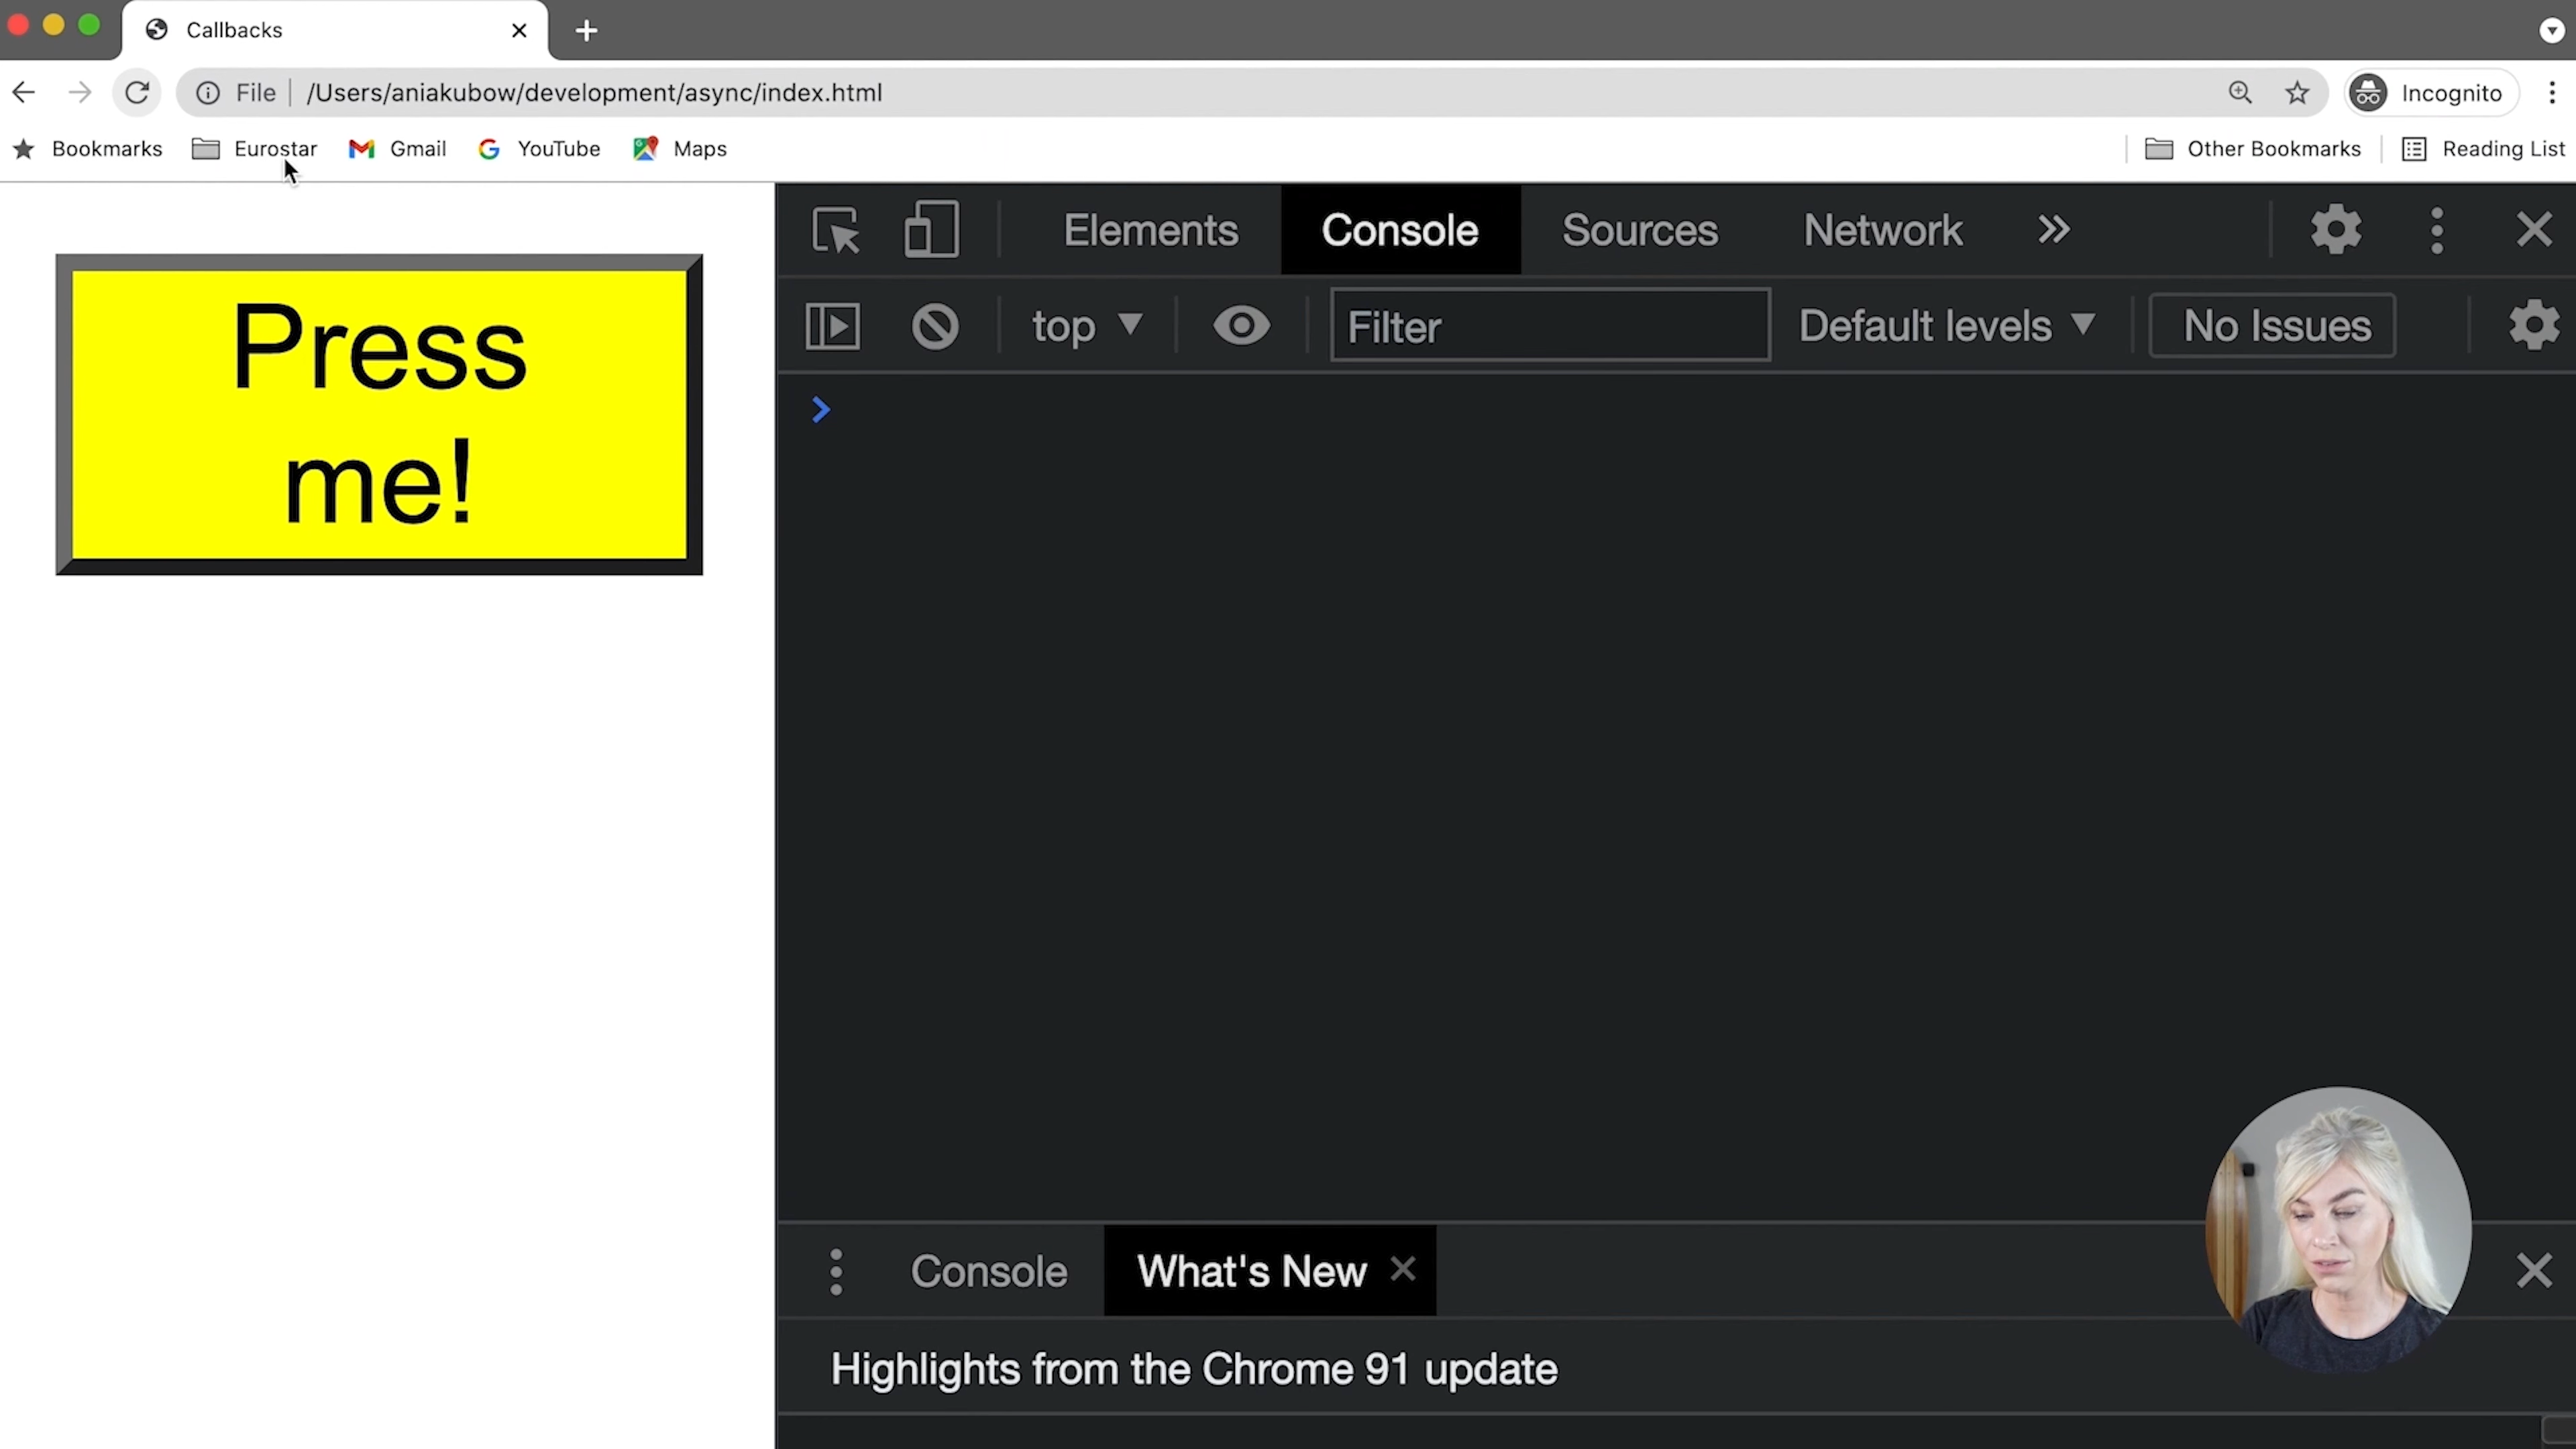 Callbacks
File /Users/aniakubow/development/async/index.html Incognito
Bookmarks Eurostar Gmail YouTube Maps Other Bookmarks Reading List
Elements Console Sources Network
top Filter Default levels No Issues
Press
me!
Console What's New
Highlights from the Chrome 91 update